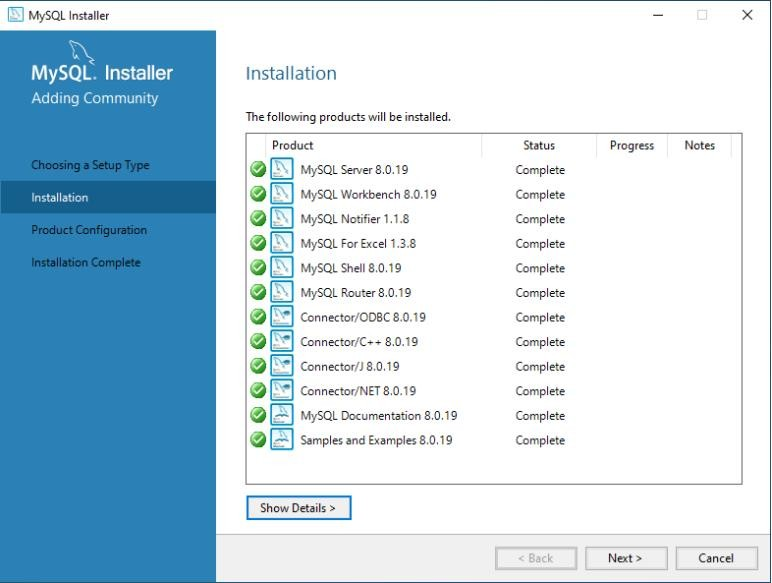 MySQL Installer
MySQL. Installer
Adding Community
Choosing a Setup Type
Installation
Product Configuration
Installation Complete
Installation
The following products will be installed.
Product Status Progress Notes
MySQL Server 8.0.19 Complete
MySQL Workbench 8.0.19 Complete
MySQL Notifier 1.1.8 Complete
MySQL For Excel 1.3.8 Complete
MySQL Shell 8.0.19 Complete
MySQL Router 8.0.19 Complete
Connector/ODBC 8.0.19 Complete
Connector/C++ 8.0.19 Complete
Connector/J 8.0.19 Complete
Connector/NET 8.0.19 Complete
MySQL Documentation 8.0.19 Complete
Samples and Examples 8.0.19 Complete
Show Details >
< Back Next > Cancel